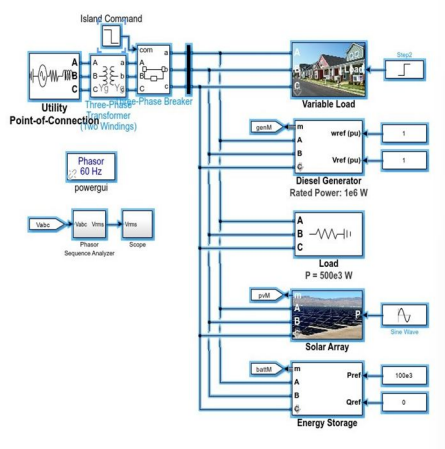 Island Command
A
B
C
Utility
Point-of-Connection
A
B
C
a
b
c
Yg Yg
Three-Phase
Transformer
(Two Windings)
com
A
B
C
a
b
c
Three-Phase Breaker
A
B
C
Variable Load
Step2
genM
m
A
B
C
wref (pu)
Vref (pu)
1
1
Diesel Generator
Rated Power: 1e6 W
Phasor
60 Hz
powergui
Vabc
Vabc Vrms
Phasor
Sequence Analyzer
Vrms
Scope
A
B
C
Load
P = 500e3 W
pvM
m
A
B
C
P
Solar Array
Sine Wave
battM
m
A
B
C
Pref
Qref
100e3
0
Energy Storage